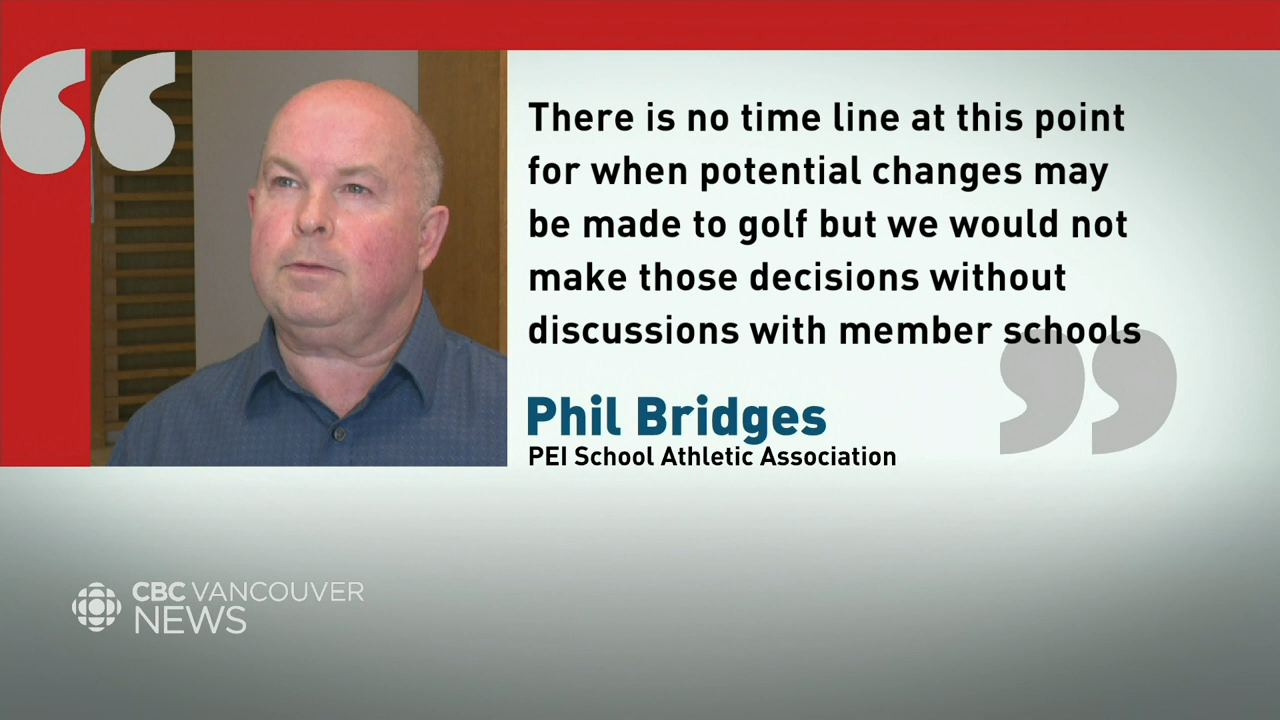 There is no time line at this point
for when potential changes may
be made to golf but we would not
make those decisions without
discussions with member schools
Phil Bridges
PEI School Athletic Association
CBC VANCOUVER
NEWS